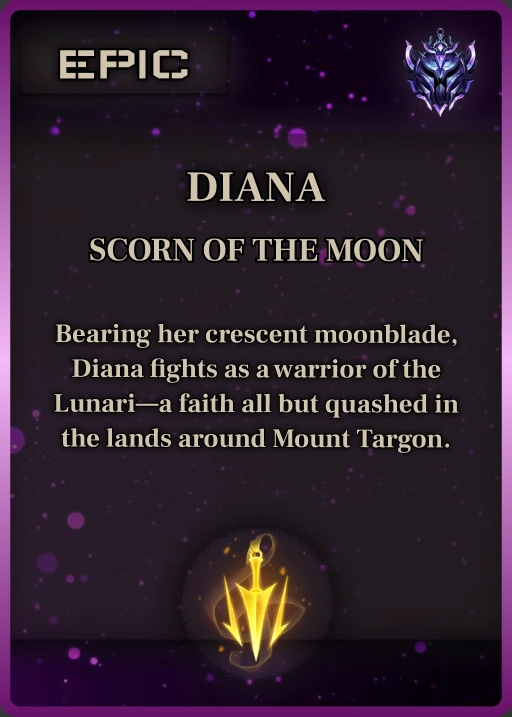 EPIC
DIANA
SCORN OF THE MOON
Bearing her crescent moonblade,
Diana fights as a warrior of the
Lunari—a faith all but quashed in
the lands around Mount Targon.